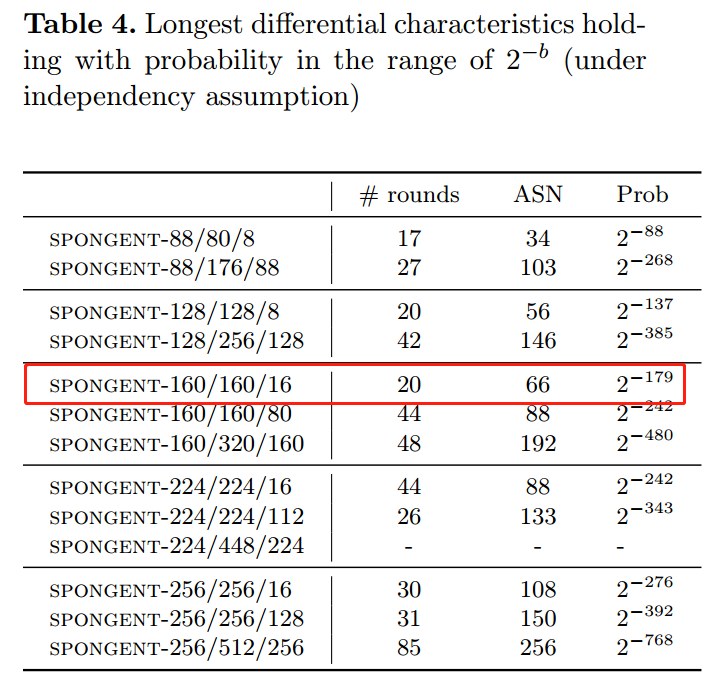 Table 4. Longest differential characteristics hold-
ing with probability in the range of 2^−b (under
independency assumption)
# rounds ASN Prob
SPONGENT-88/80/8 17 34 2^−88
SPONGENT-88/176/88 27 103 2^−268
SPONGENT-128/128/8 20 56 2^−137
SPONGENT-128/256/128 42 146 2^−385
SPONGENT-160/160/16 20 66 2^−179
SPONGENT-160/160/80 44 88 2^−242
SPONGENT-160/320/160 48 192 2^−480
SPONGENT-224/224/16 44 88 2^−242
SPONGENT-224/224/112 26 133 2^−343
SPONGENT-224/448/224 - - -
SPONGENT-256/256/16 30 108 2^−276
SPONGENT-256/256/128 31 150 2^−392
SPONGENT-256/512/256 85 256 2^−768